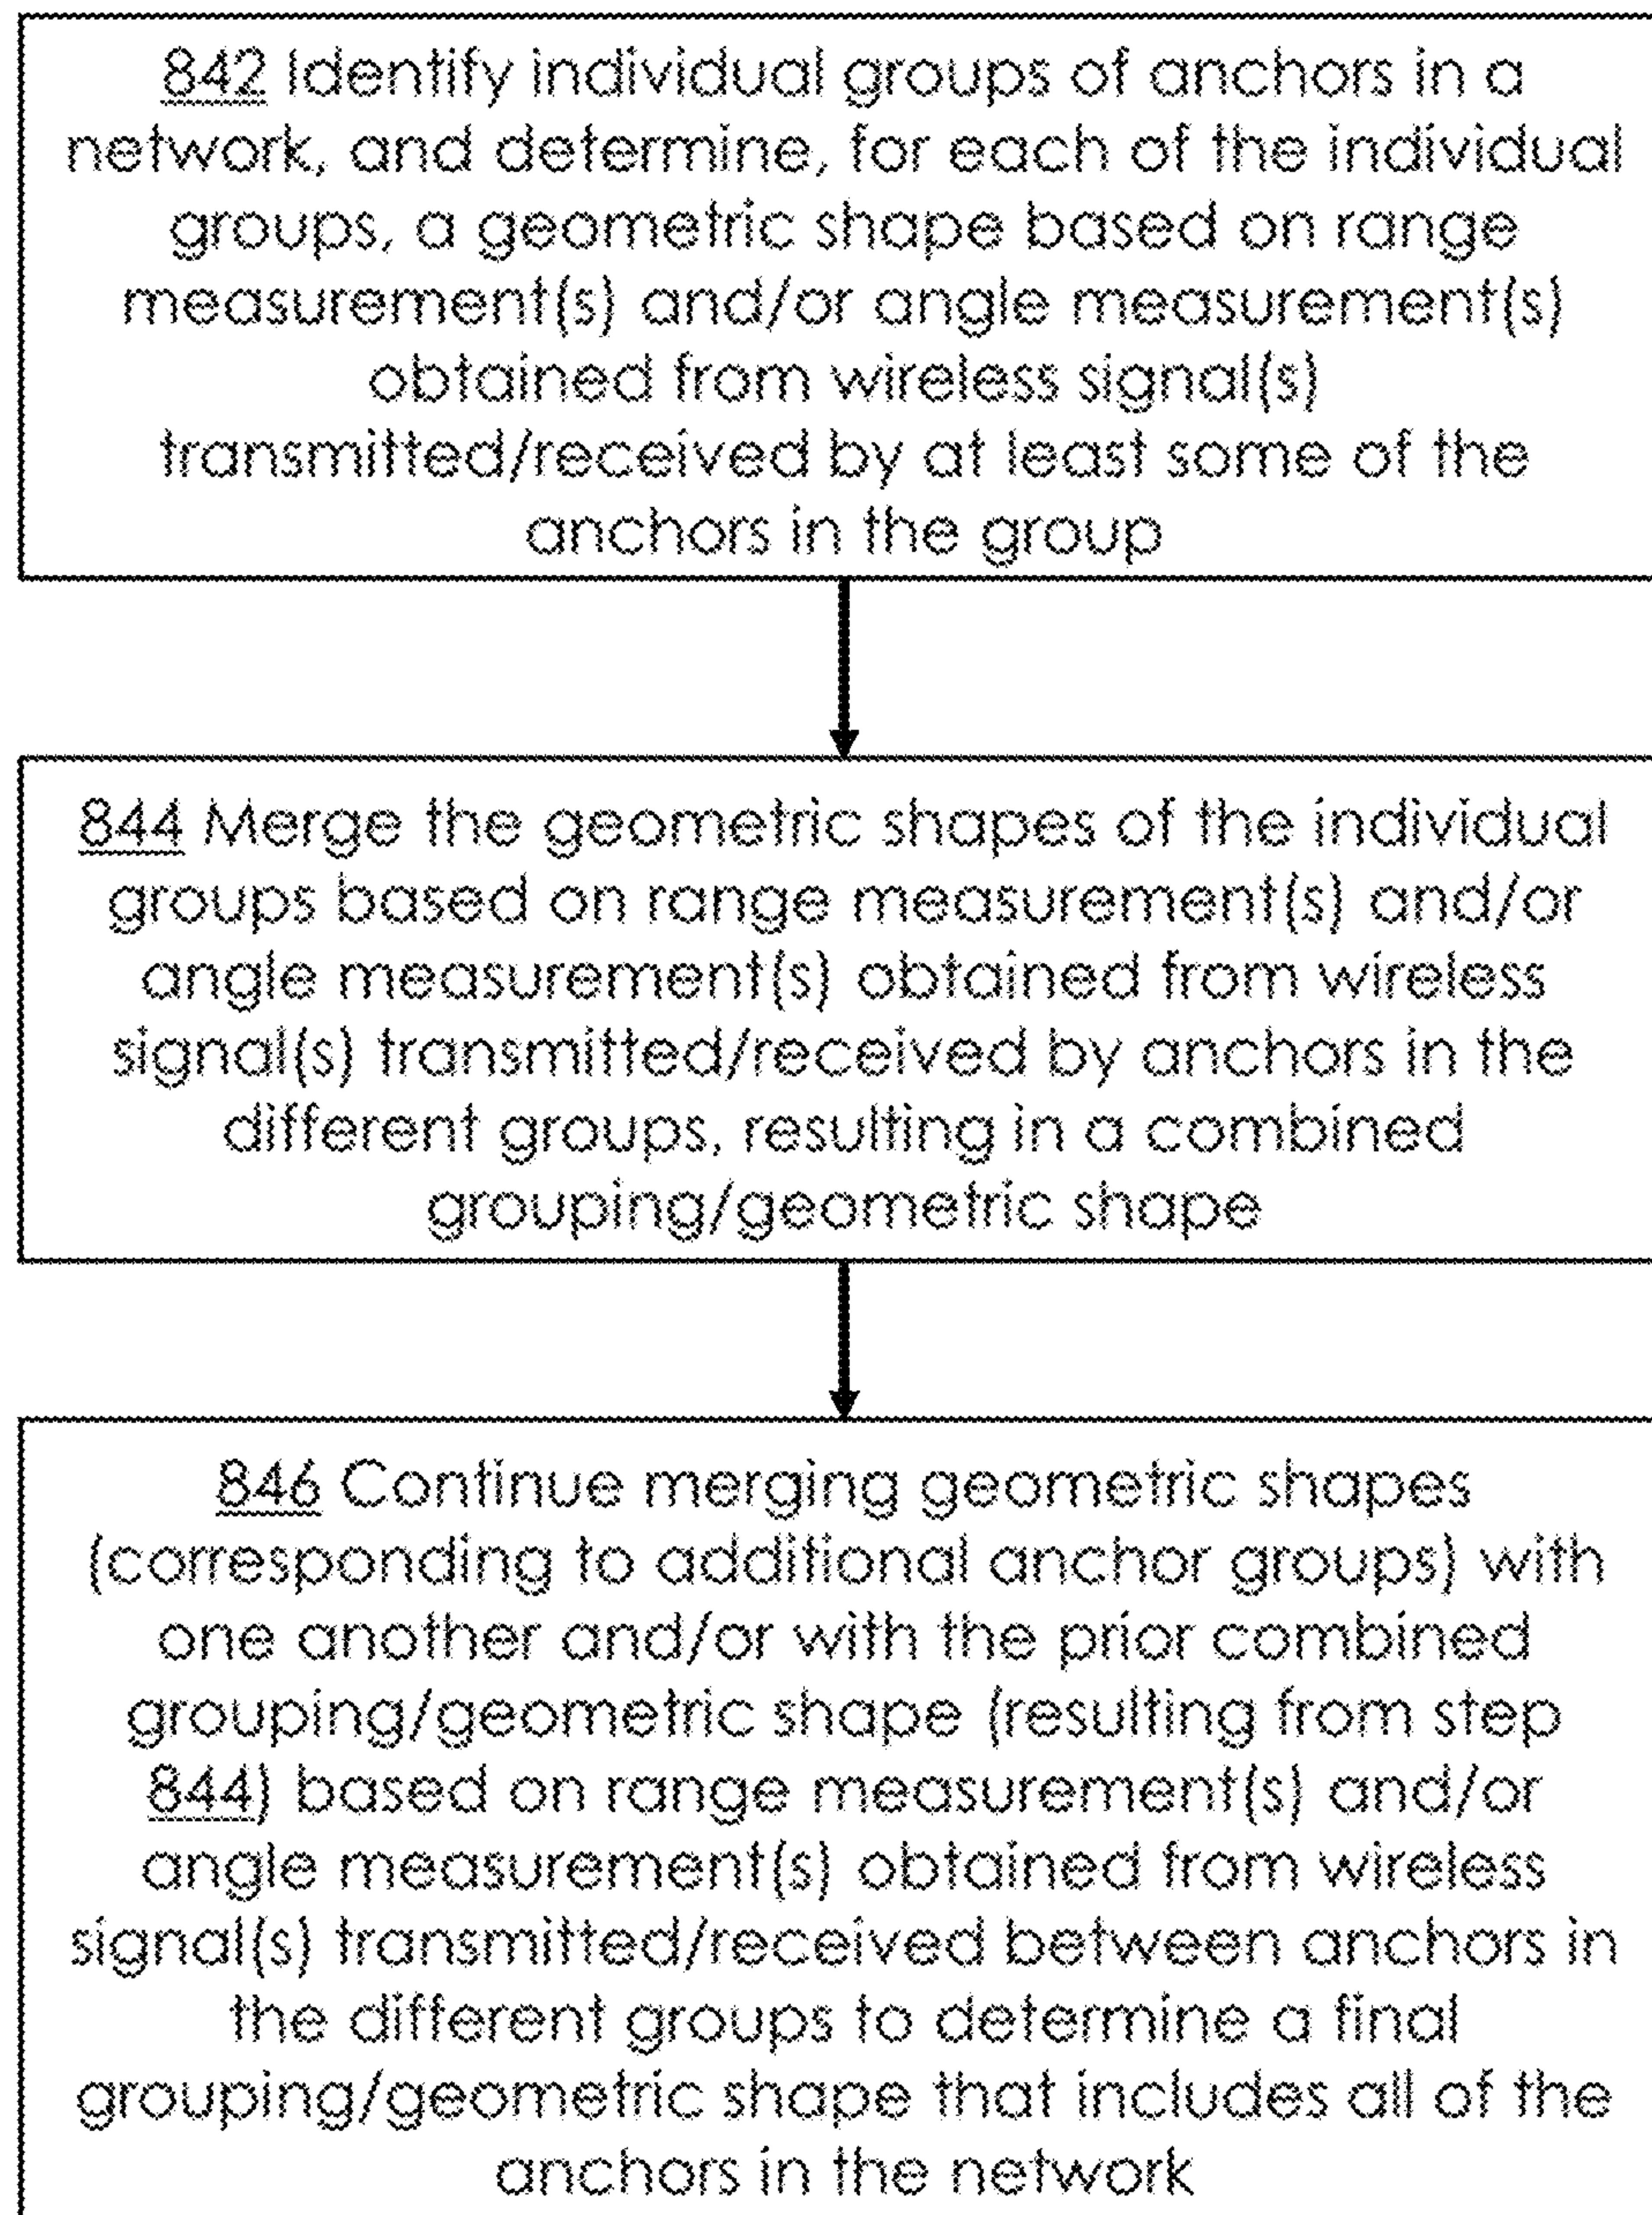 842 Identify individual groups of anchors in a
network, and determine, for each of the individual
groups, a geometric shape based on range
measurement(s) and/or angle measurement(s)
obtained from wireless signal(s)
transmitted/received by at least some of the
anchors in the group
844 Merge the geometric shapes of the individual
groups based on range measurement(s) and/or
angle measurement(s) obtained from wireless
signal(s) transmitted/received by anchors in the
different groups, resulting in a combined
grouping/geometric shape
846 Continue merging geometric shapes
(corresponding to additional anchor groups) with
one another and/or with the prior combined
grouping/geometric shape (resulting from step
844) based on range measurement(s) and/or
angle measurement(s) obtained from wireless
signal(s) transmitted/received between anchors in
the different groups to determine a final
grouping/geometric shape that includes all of the
anchors in the network